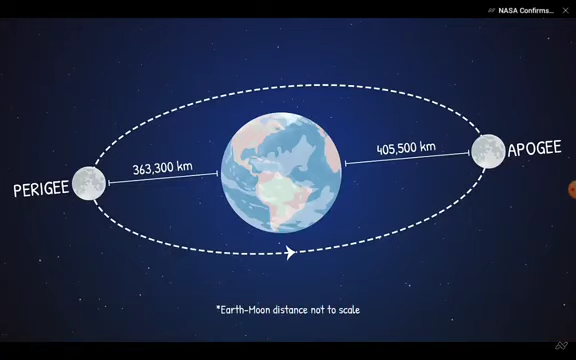 NASA Confirms...
363,300 km
405,500 km
PERIGEE
APOGEE
*Earth-Moon distance not to scale